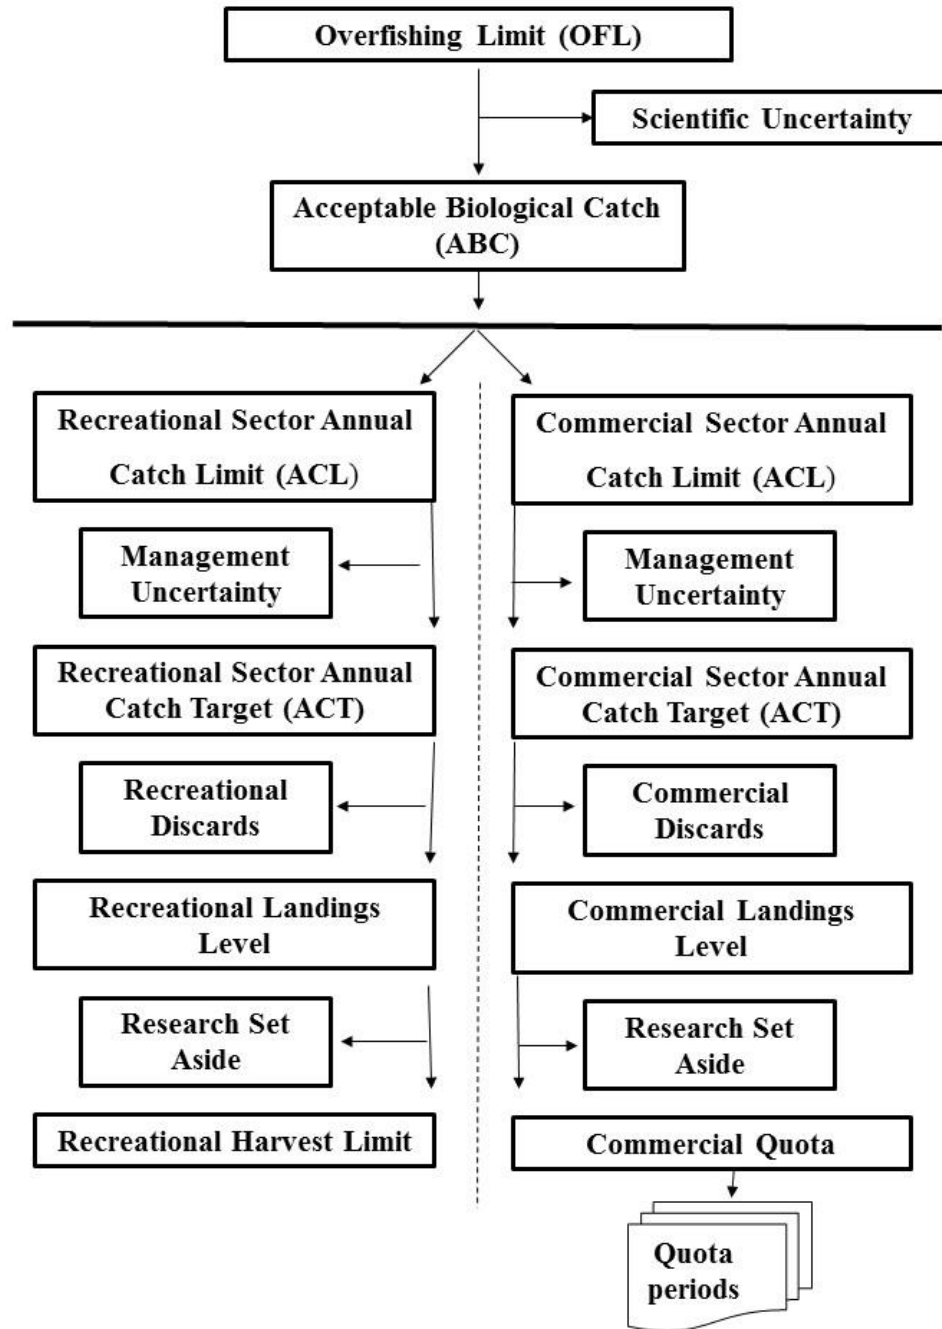 Overfishing Limit (OFL)
Scientific Uncertainty
Acceptable Biological Catch
(ABC)
Recreational Sector Annual
Catch Limit (ACL)
Commercial Sector Annual
Catch Limit (ACL)
Management
Uncertainty
Management
Uncertainty
Recreational Sector Annual
Catch Target (ACT)
Commercial Sector Annual
Catch Target (ACT)
Recreational
Discards
Commercial
Discards
Recreational Landings
Level
Commercial Landings
Level
Research Set
Aside
Research Set
Aside
Recreational Harvest Limit
Commercial Quota
Quota
periods